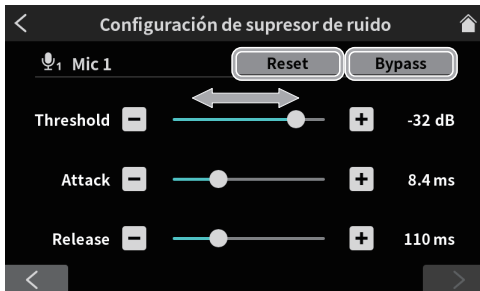 Configuración de supresor de ruido
1 Mic 1 Reset Bypass
Threshold -32 dB
Attack 8.4 ms
Release 110 ms